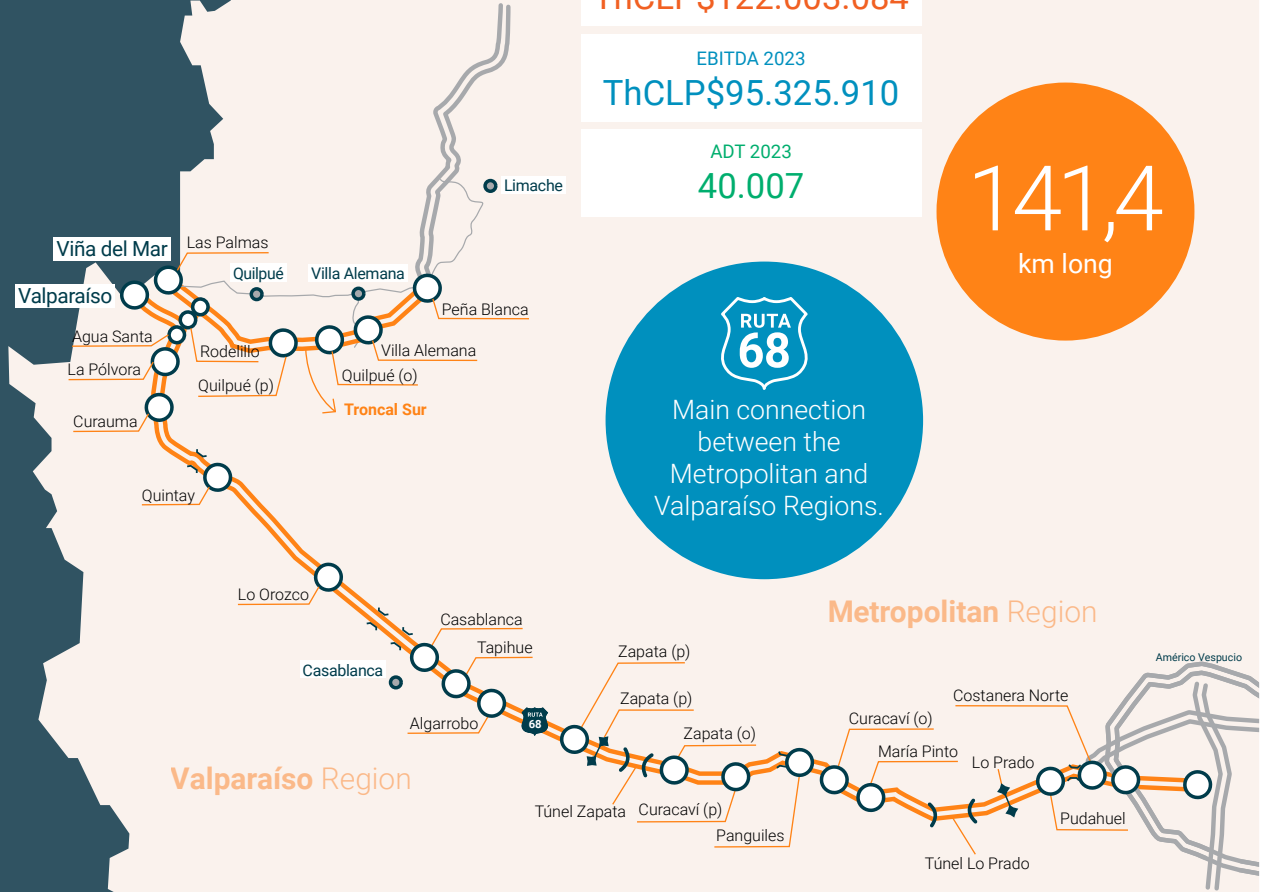 EBITDA 2023
ThCLP$95.325.910
ADT 2023
40.007
141,4
km long
RUTA
68
Main connection
between the
Metropolitan and
Valparaíso Regions.
Limache
Viña del Mar
Las Palmas
Quilpué
Villa Alemana
Valparaíso
Peña Blanca
Agua Santa
Rodelillo
Villa Alemana
La Pólvora
Quilpué (p)
Quilpué (o)
Troncal Sur
Curauma
Quintay
Lo Orozco
Metropolitan Region
Casablanca
Tapihue
Casablanca
Zapata (p)
Américo Vespucio
Zapata (p)
Costanera Norte
Algarrobo
RUTA
68
Zapata (o)
Curacaví (o)
María Pinto
Lo Prado
Valparaíso Region
Túnel Zapata
Curacaví (p)
Panguiles
Pudahuel
Túnel Lo Prado